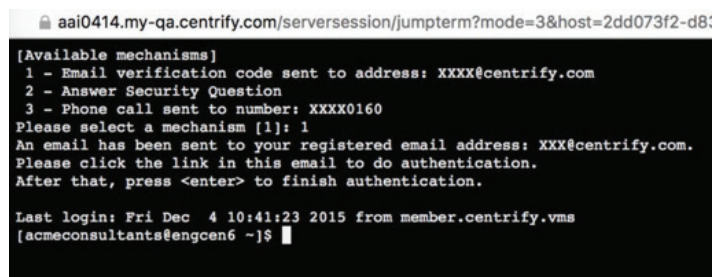 aai0414.my-qa.centrify.com/serversession/jumpterm?mode=3&host=2dd073f2-d83
[Available mechanisms]
1 - Email verification code sent to address: XXXX@centrify.com
2 - Answer Security Question
3 - Phone call sent to number: XXXX0160
Please select a mechanism [1]: 1
An email has been sent to your registered email address: XXX@centrify.com.
Please click the link in this email to do authentication.
After that, press <enter> to finish authentication.
Last login: Fri Dec  4 10:41:23 2015 from member.centrify.vms
[acmeconsultants@engcen6 ~]$